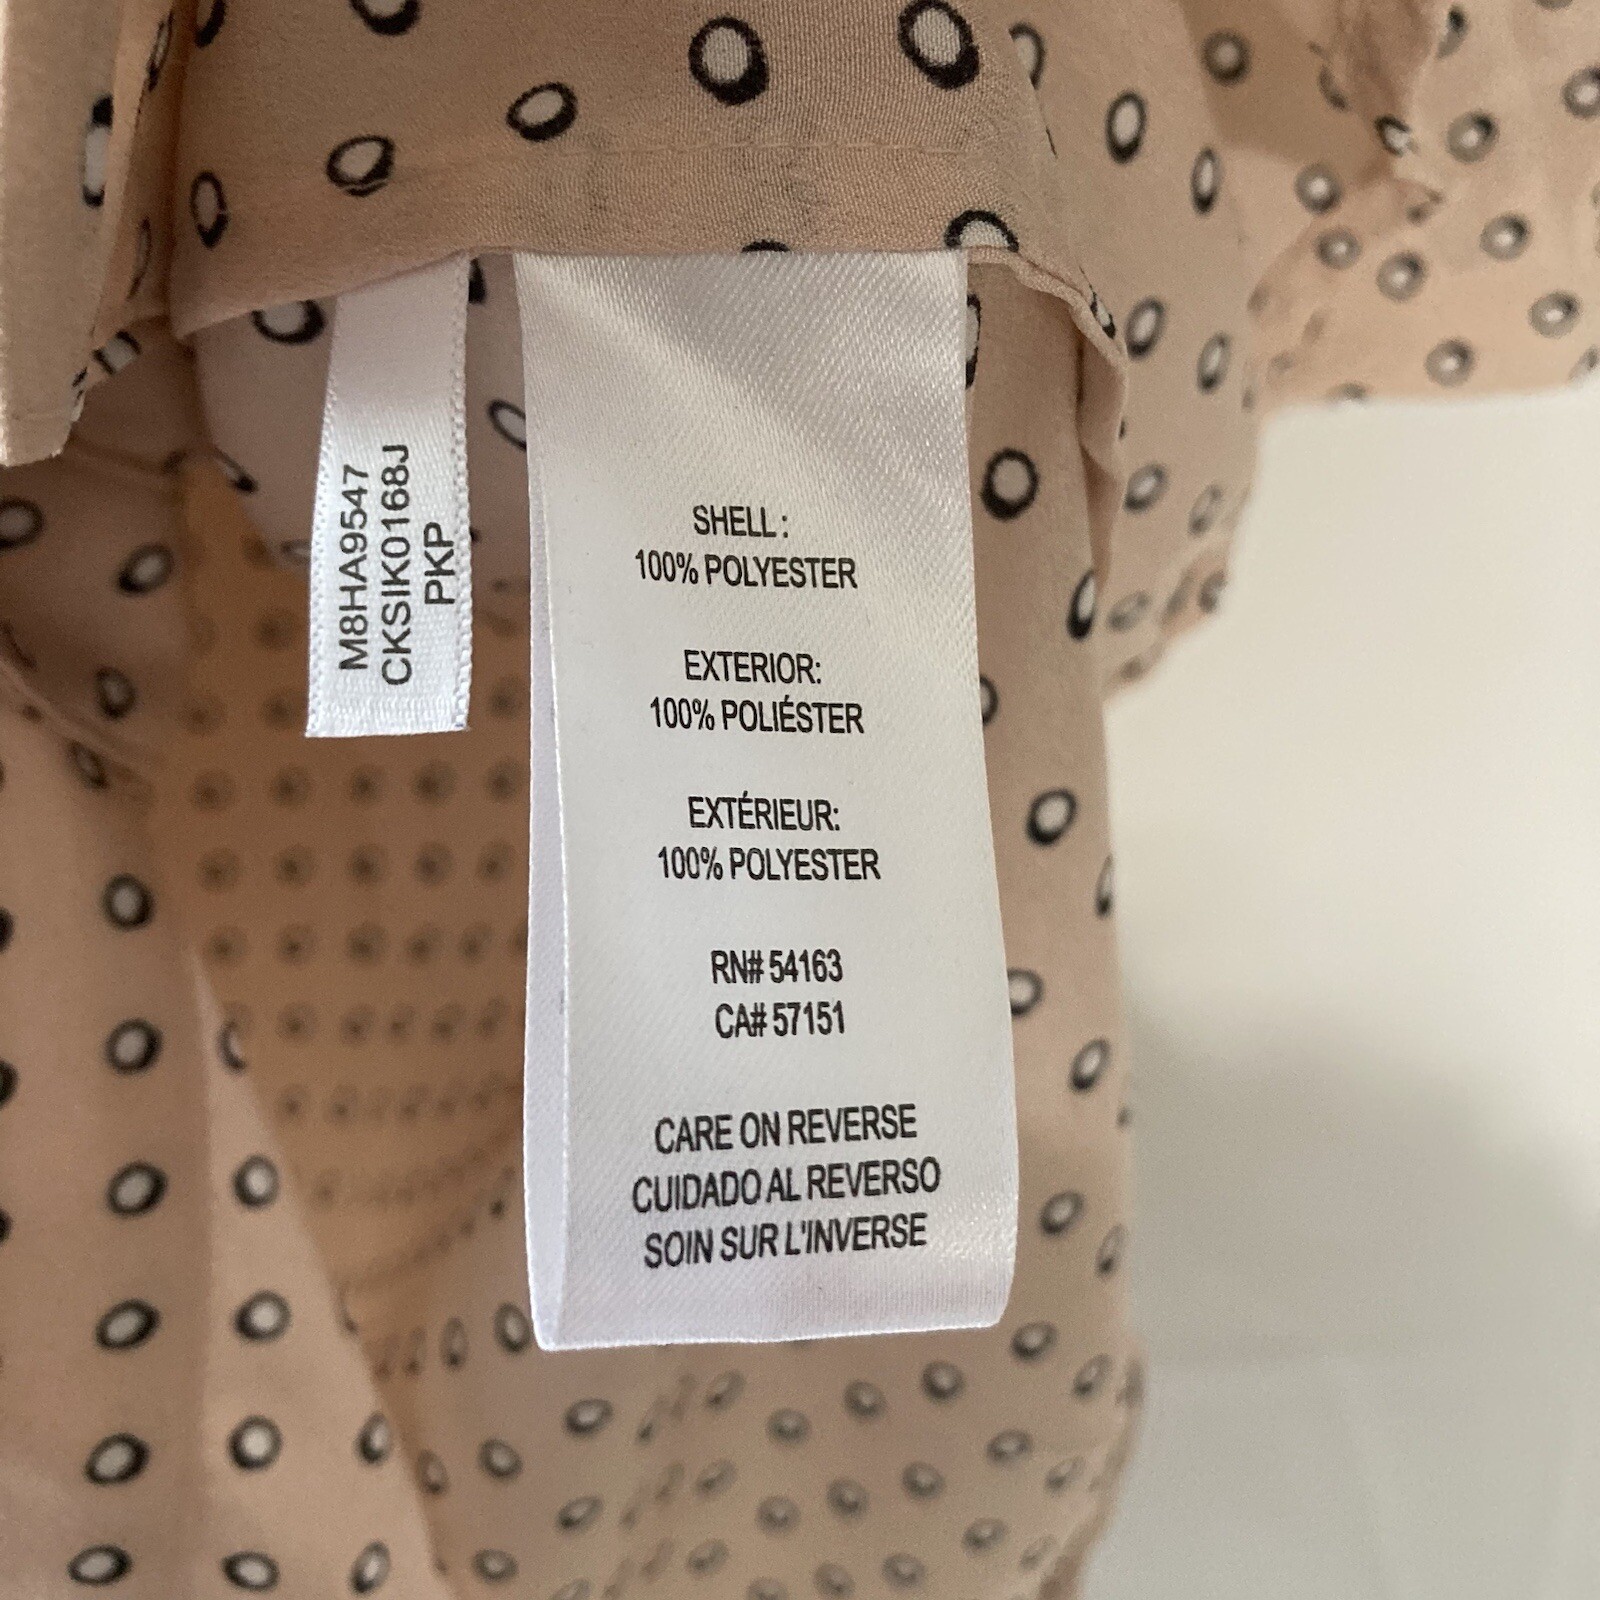 M8HA9547
CKSIK0168J
PKP
SHELL:
100% POLYESTER
EXTERIOR:
100% POLIÉSTER
EXTÉRIEUR:
100% POLYESTER
RN# 54163
CA# 57151
CARE ON REVERSE
CUIDADO AL REVERSO
SOIN SUR L'INVERSE